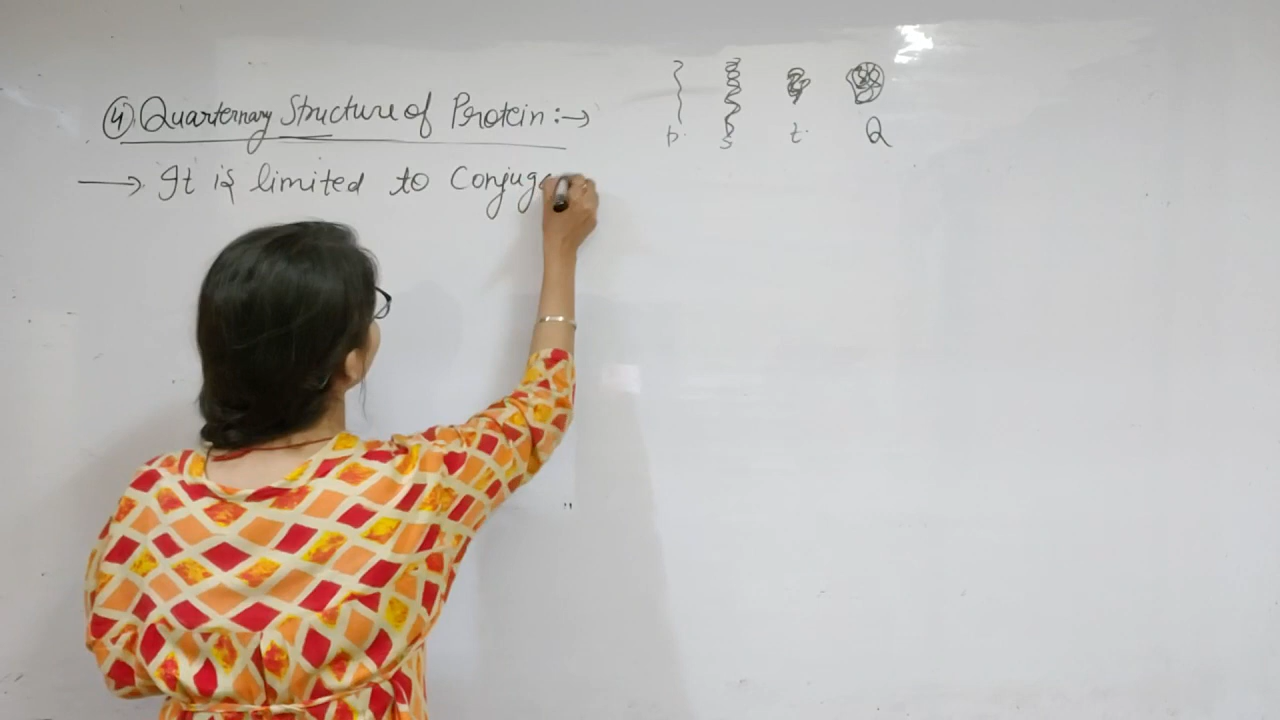 ④ Quarternary Structure of Protein :→
→ It is limited to Conjug
p. s t. Q